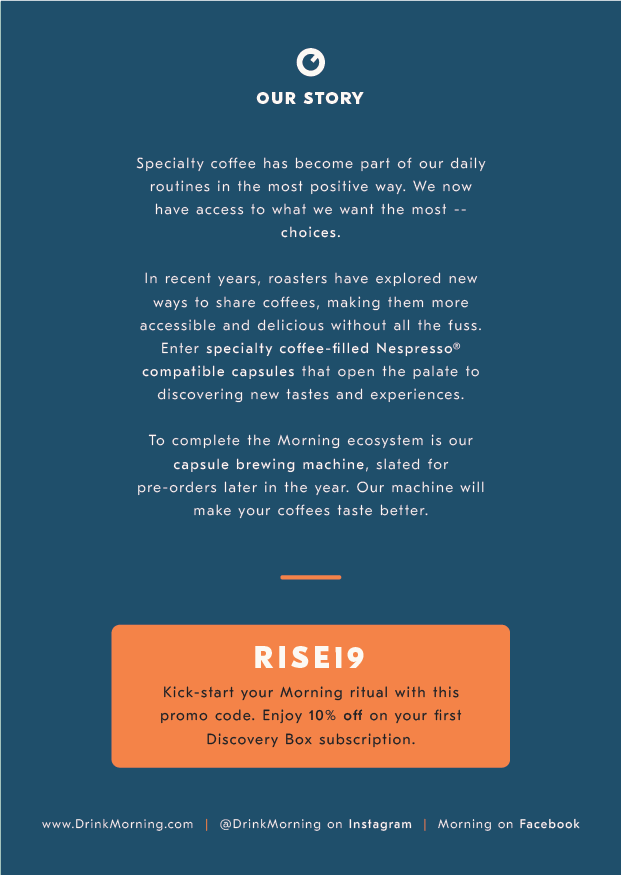 OUR STORY
Specialty coffee has become part of our daily
routines in the most positive way. We now
have access to what we want the most --
choices.
In recent years, roasters have explored new
ways to share coffees, making them more
accessible and delicious without all the fuss.
Enter specialty coffee-filled Nespresso®
compatible capsules that open the palate to
discovering new tastes and experiences.
To complete the Morning ecosystem is our
capsule brewing machine, slated for
pre-orders later in the year. Our machine will
make your coffees taste better.
RISE19
Kick-start your Morning ritual with this
promo code. Enjoy 10% off on your first
Discovery Box subscription.
www.DrinkMorning.com | @DrinkMorning on Instagram | Morning on Facebook